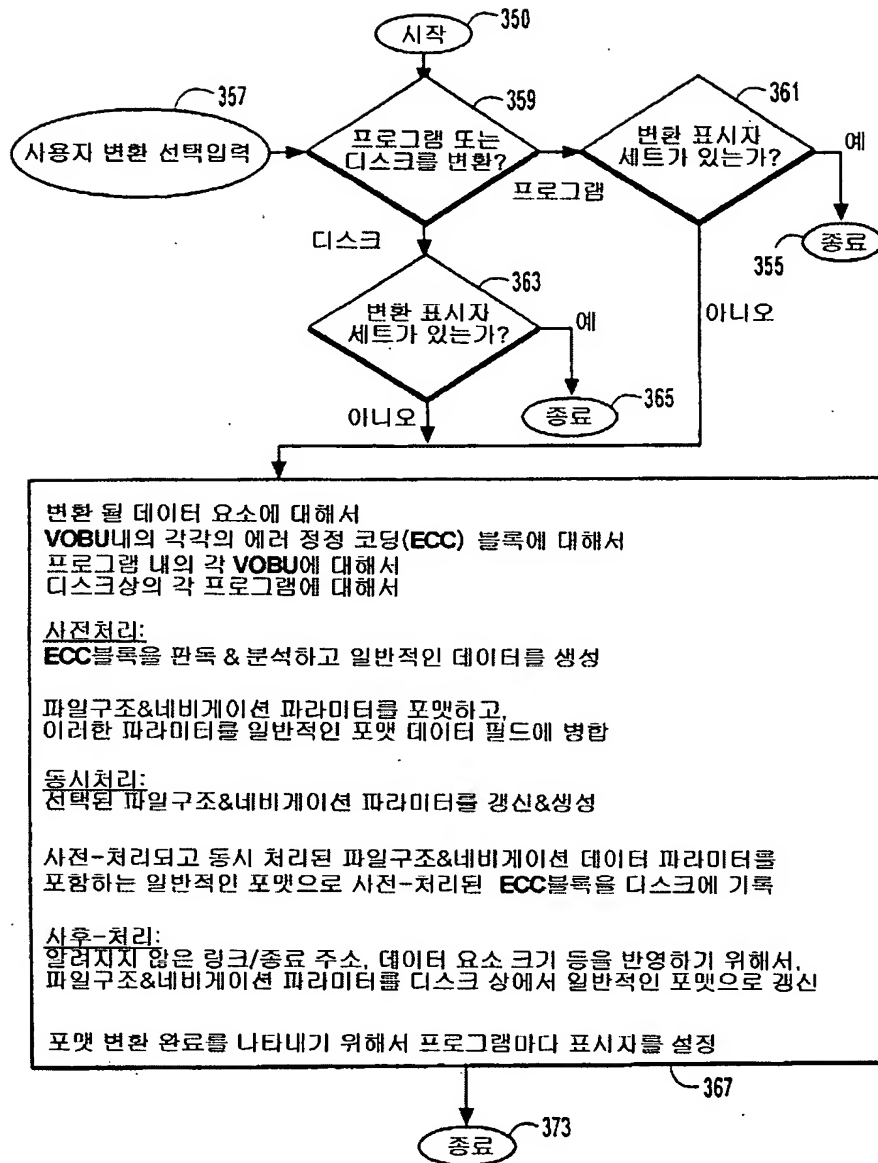 시작
350
357
사용자 변환 선택입력
359
프로그램 또는
디스크를 변환?
프로그램
361
변환 표시자
세트가 있는가?
예
355
종료
디스크
363
변환 표시자
세트가 있는가?
예
아니오
365
종료
아니오
변환 될 데이터 요소에 대해서
VOBU내의 각각의 에러 정정 코딩(ECC) 블록에 대해서
프로그램 내의 각 VOBU에 대해서
디스크상의 각 프로그램에 대해서
사전처리:
ECC블록을 판독 & 분석하고 일반적인 데이터를 생성
파일구조&네비게이션 파라미터를 포맷하고,
이러한 파라미터를 일반적인 포맷 데이터 필드에 병합
동시처리:
선택된 파일구조&네비게이션 파라미터를 갱신&생성
사전-처리되고 동시 처리된 파일구조&네비게이션 데이터 파라미터를
포함하는 일반적인 포맷으로 사전-처리된 ECC블록을 디스크에 기록
사후-처리:
알려지지 않은 링크/종료 주소, 데이터 요소 크기 등을 반영하기 위해서,
파일구조&네비게이션 파라미터를 디스크 상에서 일반적인 포맷으로 갱신
포맷 변환 완료를 나타내기 위해서 프로그램마다 표시자를 설정
367
종료
373